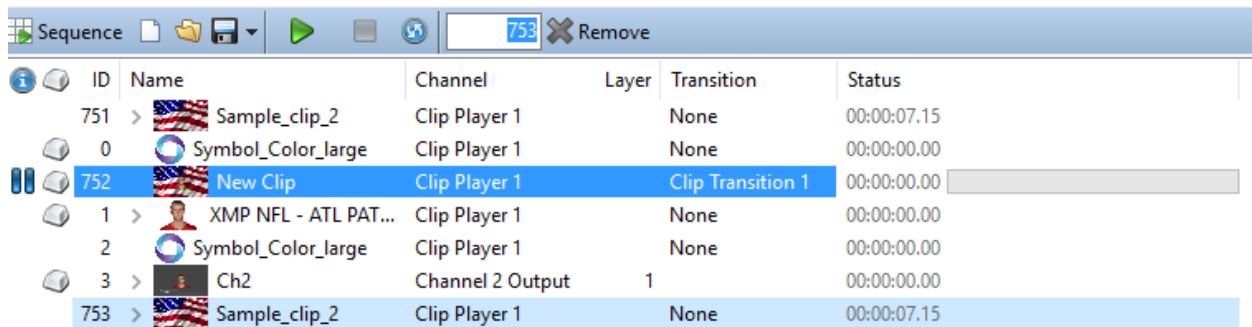 Sequence 753 Remove
ID Name Channel Layer Transition Status
751 Sample_clip_2 Clip Player 1 None 00:00:07.15
0 Symbol_Color_large Clip Player 1 None 00:00:00.00
752 New Clip Clip Player 1 Clip Transition 1 00:00:00.00
1 XMP NFL - ATL PAT... Clip Player 1 None 00:00:00.00
2 Symbol_Color_large Clip Player 1 None 00:00:00.00
3 Ch2 Channel 2 Output 1 00:00:00.00
753 Sample_clip_2 Clip Player 1 None 00:00:07.15